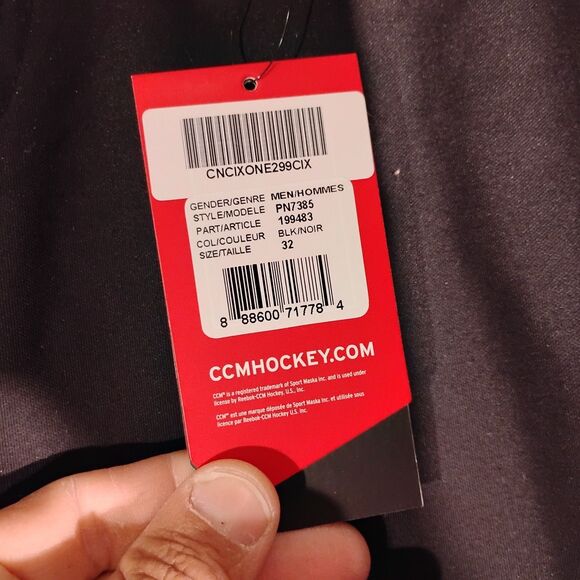 CNCIXONE299CIX
GENDER/GENRE MEN/HOMMES
STYLE/MODELE PN7385
PART/ARTICLE 199483
COL/COULEUR BLK/NOIR
SIZE/TAILLE 32
8 88600 71778 4
CCMHOCKEY.COM
CCM® is a registered trademark of Sport Maska Inc. and is used under
license by Reebok-CCM Hockey U.S., Inc.
CCM® est une marque déposée de Sport Maska Inc. et utilisée sous
licence par Reebok-CCM Hockey U.S. Inc.